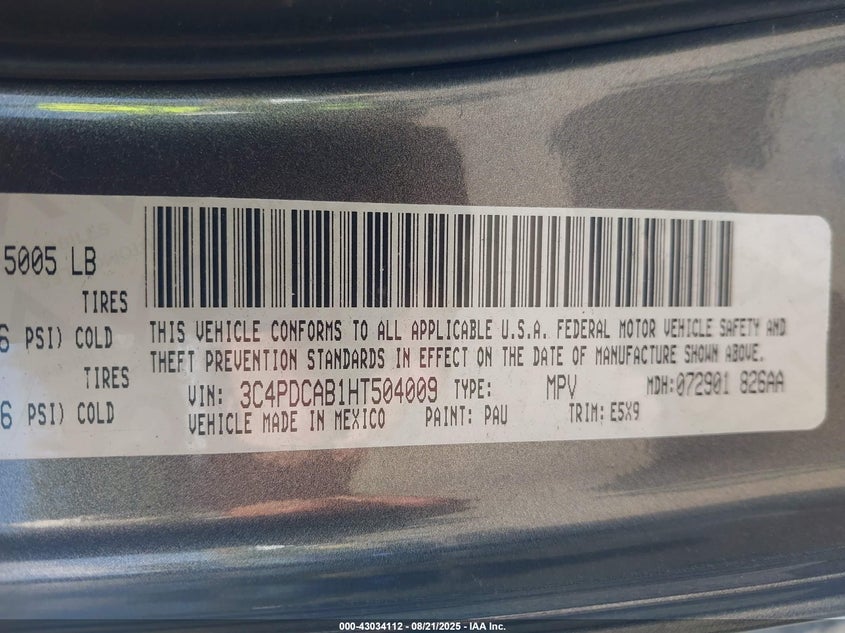 5005 LB
TIRES
6 PSI) COLD
TIRES
6 PSI) COLD
THIS VEHICLE CONFORMS TO ALL APPLICABLE U.S.A. FEDERAL MOTOR VEHICLE SAFETY AND
THEFT PREVENTION STANDARDS IN EFFECT ON THE DATE OF MANUFACTURE SHOWN ABOVE.
VIN: 3C4PDCAB1HT504009 TYPE: MPV MDH:072901 826AA
VEHICLE MADE IN MEXICO PAINT: PAU TRIM: E5X9
000-43034112 - 08/21/2025 - IAA Inc.